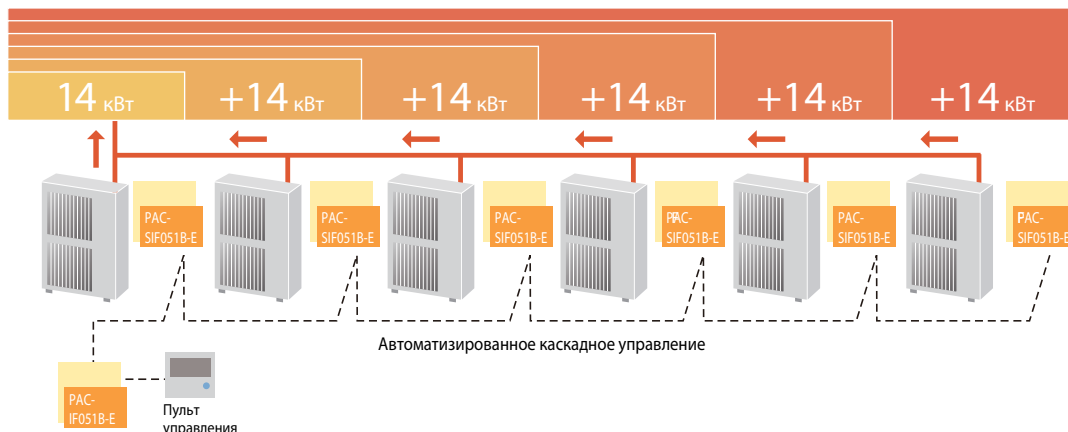 14 кВт +14 кВт +14 кВт +14 кВт +14 кВт +14 кВт
PAC-
SIF051B-E
PAC-
SIF051B-E
PAC-
SIF051B-E
PAC-
SIF051B-E
PAC-
SIF051B-E
PAC-
SIF051B-E
Автоматизированное каскадное управление
PAC-
IF051B-E
Пульт
управления